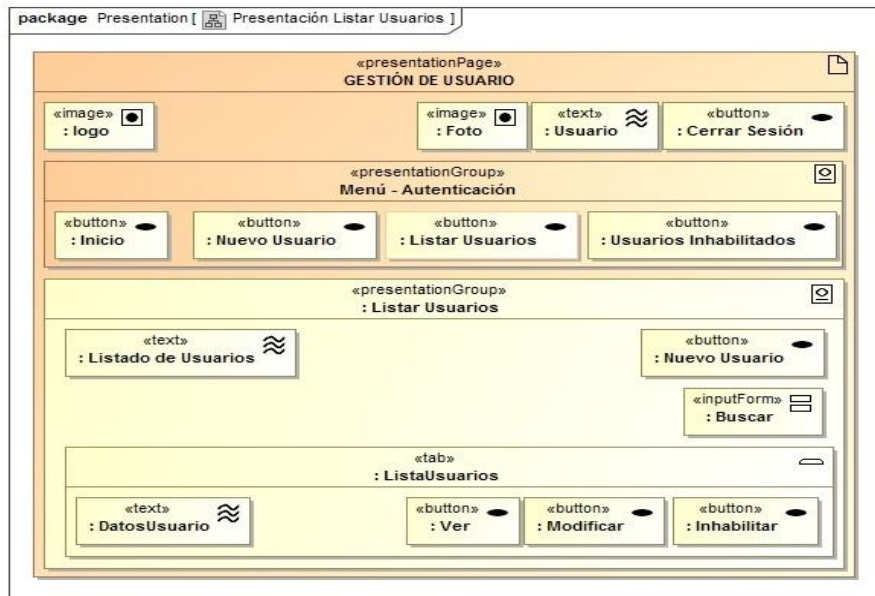 package Presentation [ Presentación Listar Usuarios ]
«presentationPage»
GESTIÓN DE USUARIO
«image»
: logo
«image»
: Foto
«text»
: Usuario
«button»
: Cerrar Sesión
«presentationGroup»
Menú - Autenticación
«button»
: Inicio
«button»
: Nuevo Usuario
«button»
: Listar Usuarios
«button»
: Usuarios Inhabilitados
«presentationGroup»
: Listar Usuarios
«text»
: Listado de Usuarios
«button»
: Nuevo Usuario
«inputForm»
: Buscar
«tab»
: ListaUsuarios
«text»
: DatosUsuario
«button»
: Ver
«button»
: Modificar
«button»
: Inhabilitar